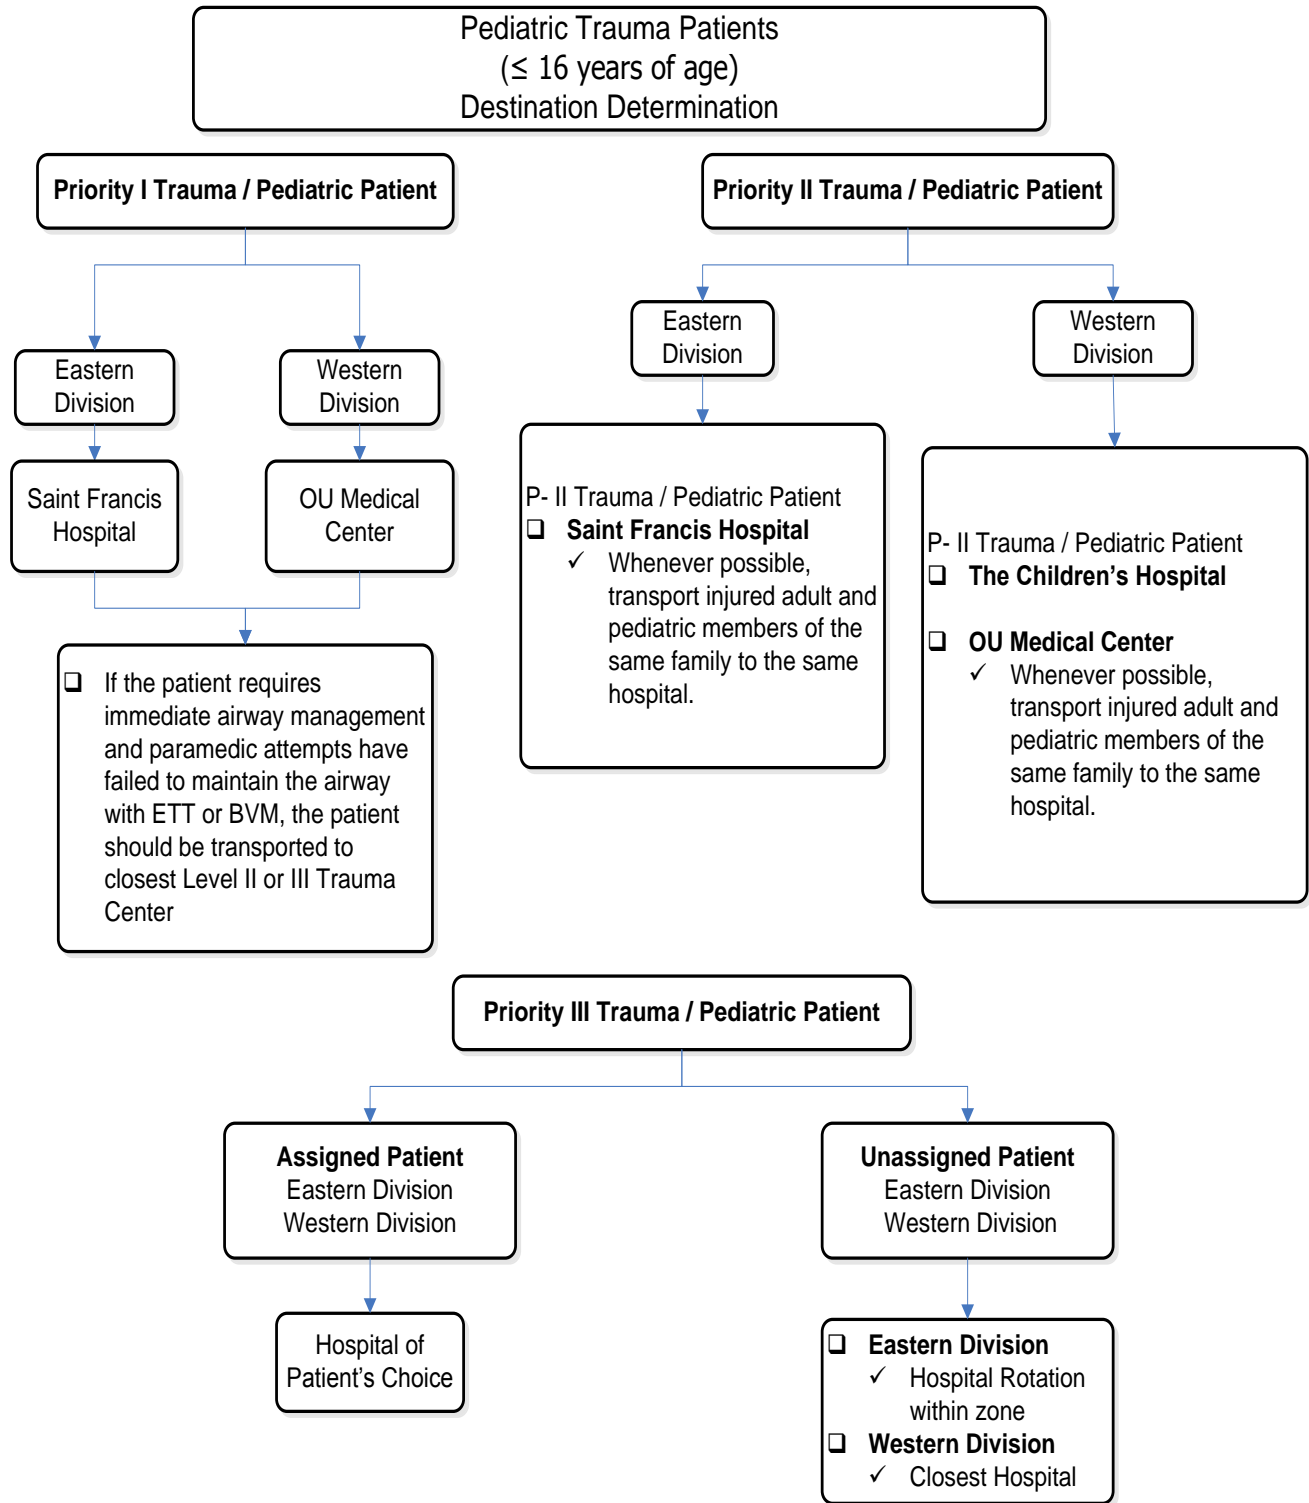 Pediatric Trauma Patients
(≤ 16 years of age)
Destination Determination
Priority I Trauma / Pediatric Patient
Eastern
Division
Western
Division
Saint Francis
Hospital
OU Medical
Center
❑ If the patient requires
immediate airway management
and paramedic attempts have
failed to maintain the airway
with ETT or BVM, the patient
should be transported to
closest Level II or III Trauma
Center
Priority II Trauma / Pediatric Patient
Eastern
Division
Western
Division
P- II Trauma / Pediatric Patient
❑ Saint Francis Hospital
✓ Whenever possible,
transport injured adult and
pediatric members of the
same family to the same
hospital.
P- II Trauma / Pediatric Patient
❑ The Children's Hospital
❑ OU Medical Center
✓ Whenever possible,
transport injured adult and
pediatric members of the
same family to the same
hospital.
Priority III Trauma / Pediatric Patient
Assigned Patient
Eastern Division
Western Division
Hospital of
Patient's Choice
Unassigned Patient
Eastern Division
Western Division
❑ Eastern Division
✓ Hospital Rotation
within zone
❑ Western Division
✓ Closest Hospital